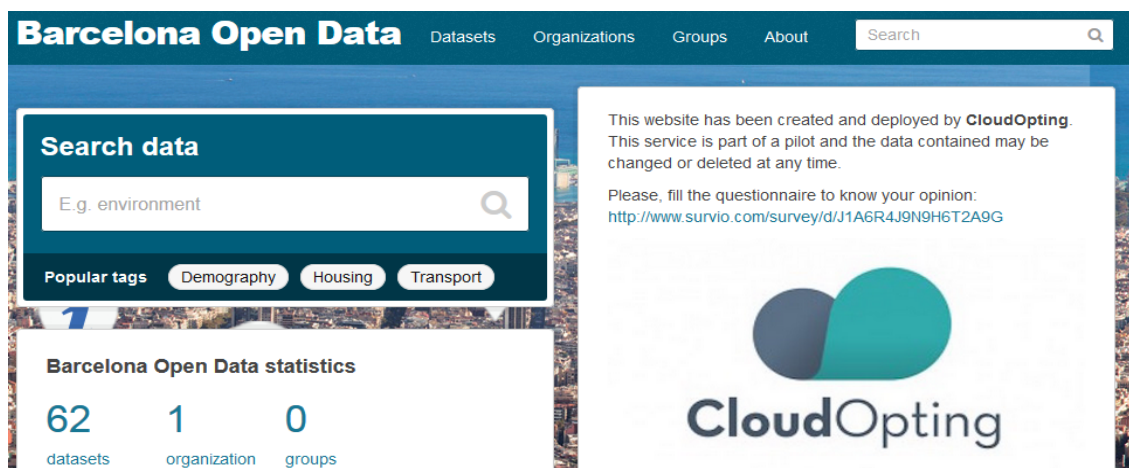 Barcelona Open Data
Datasets
Organizations
Groups
About
Search
Search data
E.g. environment
Popular tags
Demography
Housing
Transport
Barcelona Open Data statistics
62
1
0
datasets
organization
groups
This website has been created and deployed by CloudOpting.
This service is part of a pilot and the data contained may be
changed or deleted at any time.
Please, fill the questionnaire to know your opinion:
http://www.survio.com/survey/d/J1A6R4J9N9H6T2A9G
CloudOpting